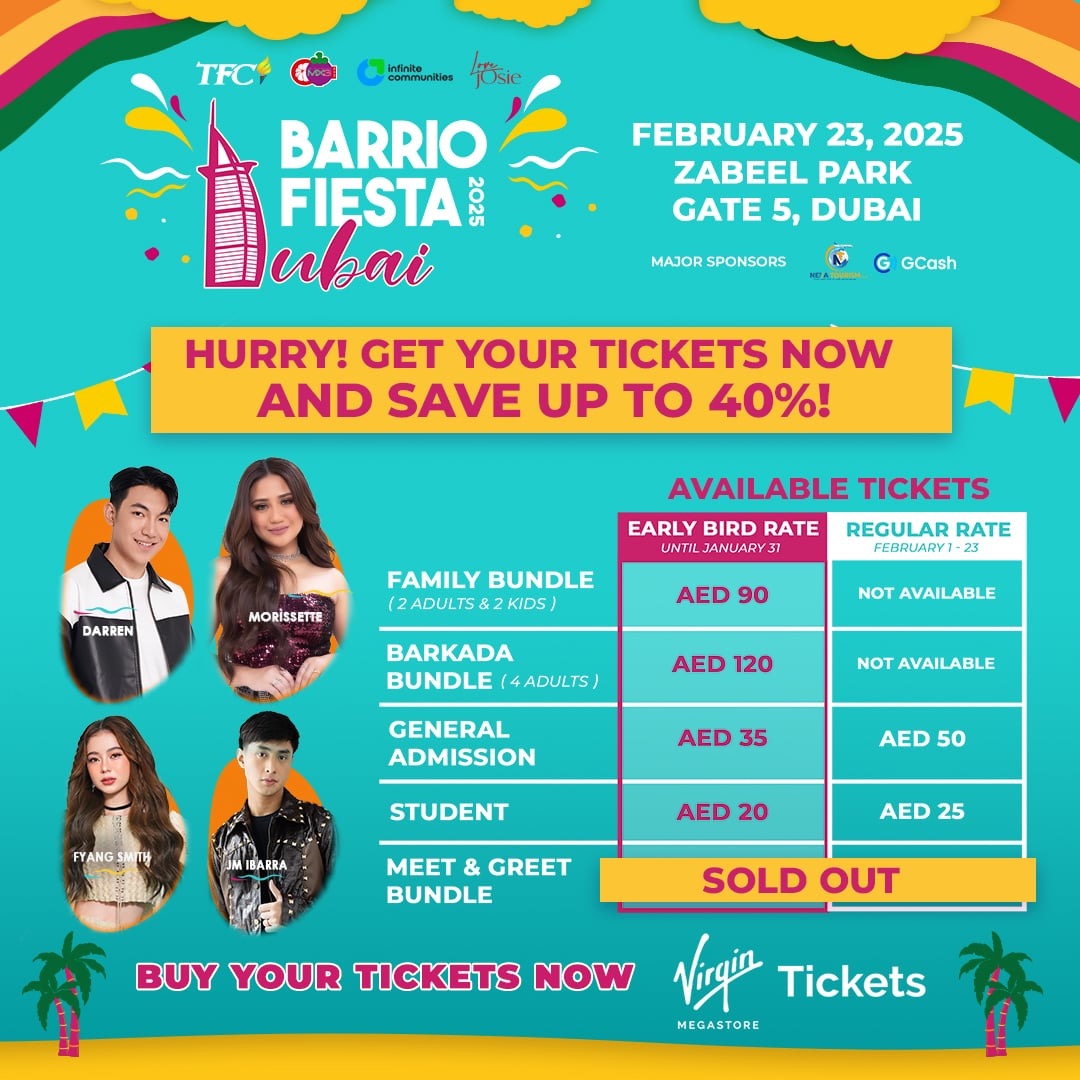 TFC
MX3
infinite
communities
Love,
jOsie
BARRIO
FIESTA
2025
Dubai
FEBRUARY 23, 2025
ZABEEL PARK
GATE 5, DUBAI
MAJOR SPONSORS
GCash
HURRY! GET YOUR TICKETS NOW
AND SAVE UP TO 40%!
DARREN
MORISSETTE
FYANG SMITH
JM IBARRA
AVAILABLE TICKETS
EARLY BIRD RATE
UNTIL JANUARY 31
REGULAR RATE
FEBRUARY 1 - 23
FAMILY BUNDLE
( 2 ADULTS & 2 KIDS )
AED 90
NOT AVAILABLE
BARKADA
BUNDLE ( 4 ADULTS )
AED 120
NOT AVAILABLE
GENERAL
ADMISSION
AED 35
AED 50
STUDENT
AED 20
AED 25
MEET & GREET
BUNDLE
SOLD OUT
BUY YOUR TICKETS NOW
Virgin
MEGASTORE
Tickets